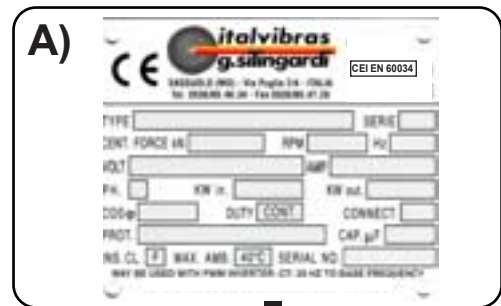 A)
italvibras
g.silingardi
CE
CEI EN 60034
SASSUOLO (MO) - Via Puglia - ITALIA
TYPE SERIE
CENT. FORCE kN RPM Hz
VOLT AMP.
PH. KW in. KW out.
COSφ DUTY CONT. CONNECT.
PROT. CAP. µF
INS. CL. F MAX. AMB. 40°C SERIAL NO.
MAY BE USED WITH PWM INVERTER-CT: 20 HZ TO BASE FREQUENCY